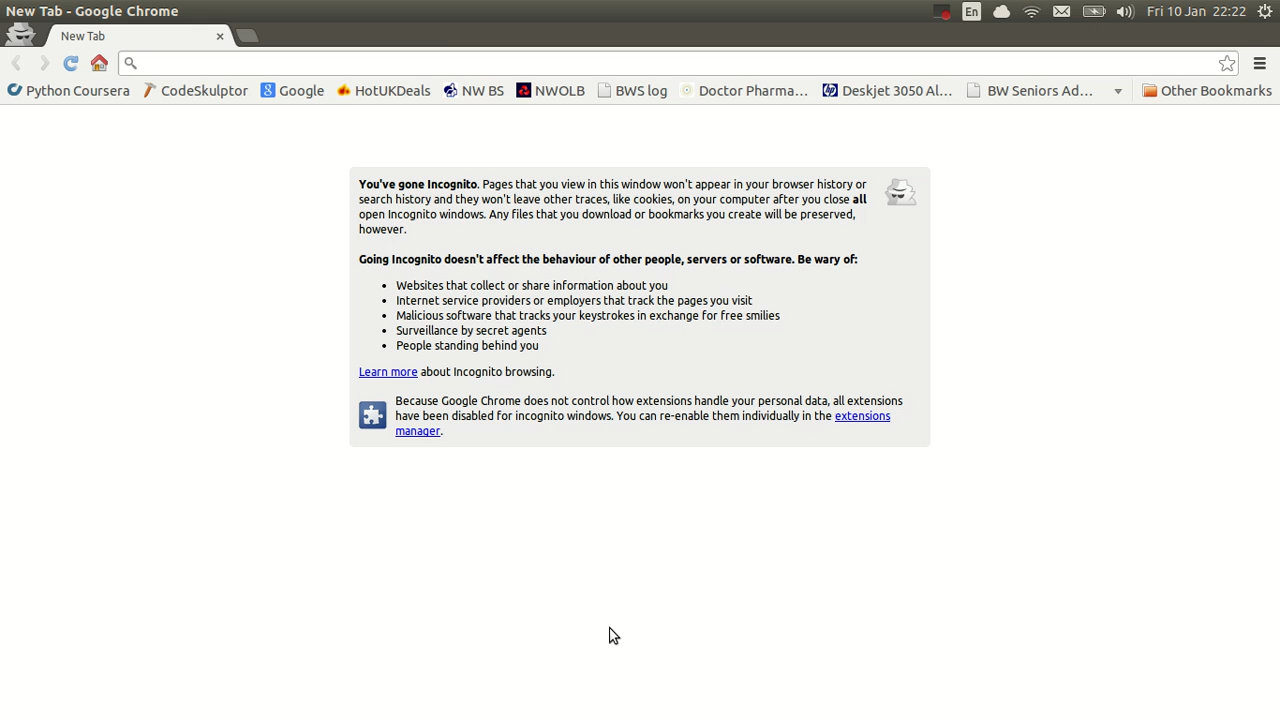 New Tab - Google Chrome
En
Fri 10 Jan 22:22
New Tab
Python Coursera
CodeSkulptor
Google
HotUKDeals
NW BS
NWOLB
BWS log
Doctor Pharma...
Deskjet 3050 Al...
BW Seniors Ad...
Other Bookmarks
You've gone Incognito. Pages that you view in this window won't appear in your browser history or
search history and they won't leave other traces, like cookies, on your computer after you close all
open Incognito windows. Any files that you download or bookmarks you create will be preserved,
however.
Going Incognito doesn't affect the behaviour of other people, servers or software. Be wary of:
• Websites that collect or share information about you
• Internet service providers or employers that track the pages you visit
• Malicious software that tracks your keystrokes in exchange for free smilies
• Surveillance by secret agents
• People standing behind you
Learn more about Incognito browsing.
Because Google Chrome does not control how extensions handle your personal data, all extensions
have been disabled for incognito windows. You can re-enable them individually in the extensions
manager.